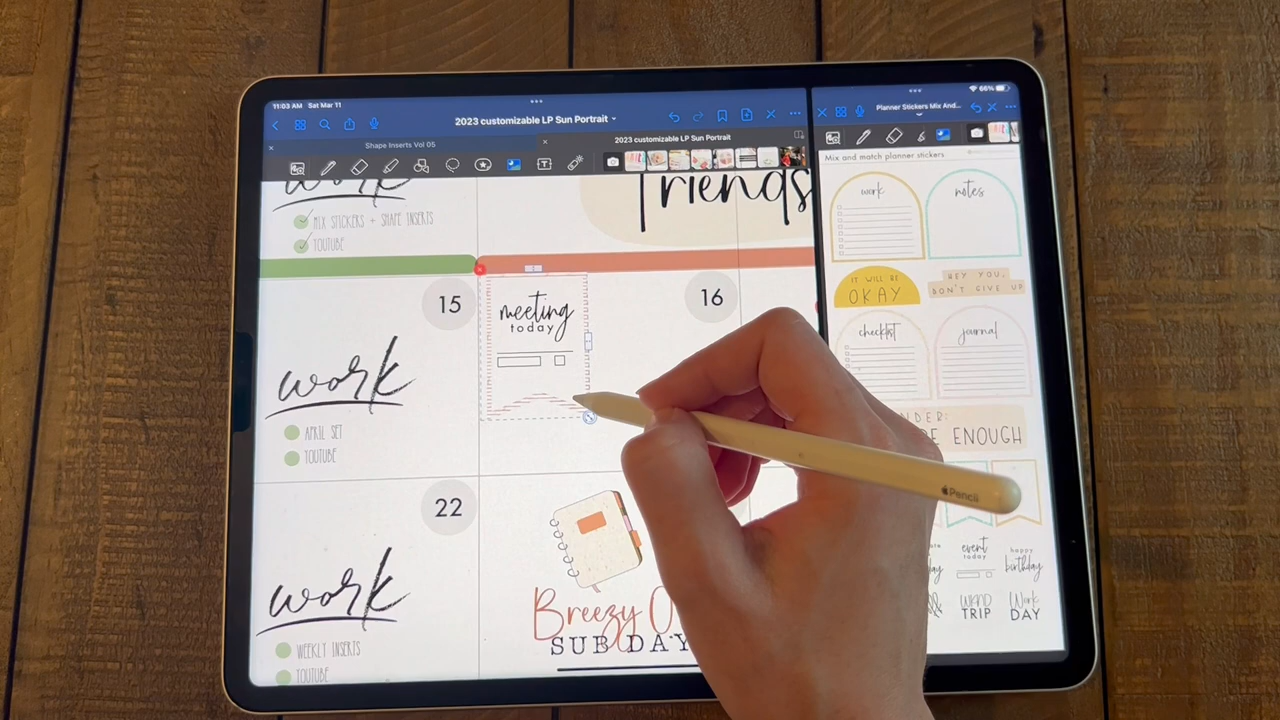 11:03 AM Sat Mar 11
66%
2023 customizable LP Sun Portrait
Planner Stickers Mix And...
Shape Inserts Vol 05
2023 customizable LP Sun Portrait
work
MIX STICKERS + SHAPE INSERTS
YOUTUBE
Friends
15
work
APRIL SET
YOUTUBE
meeting
today
16
22
work
WEEKLY INSERTS
YOUTUBE
Breezy
SUB DAY
Mix and match planner stickers
work
notes
IT WILL BE
OKAY
HEY YOU,
DON'T GIVE UP
checklist
journal
ENOUGH
event
today
happy
birthday
TRIP
Work
DAY
Pencil